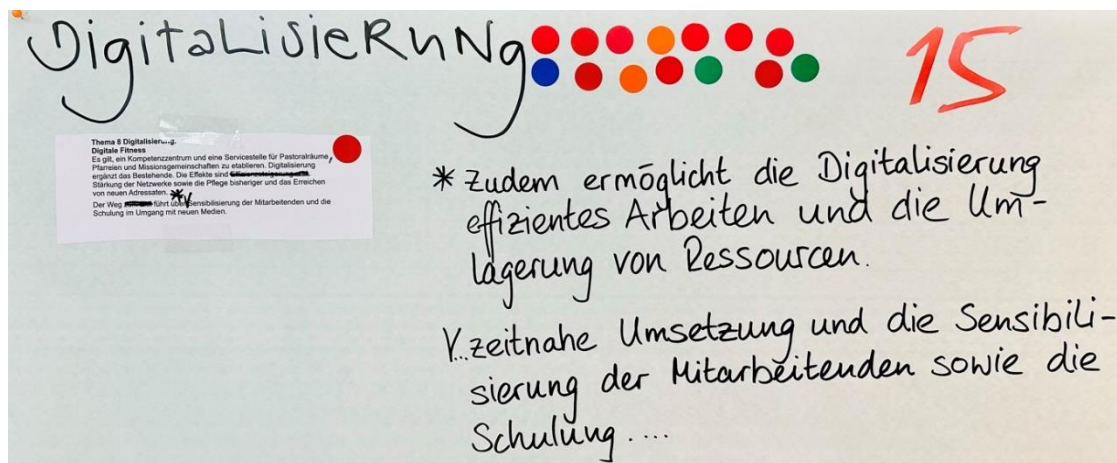 DigitaLisieRuNg
15
Thema 8 Digitalisierung.
Digitale Fitness
Es gilt, ein Kompetenzzentrum und eine Servicestelle für Pastoralräume,
Pfarreien und Missionsgemeinschaften zu etablieren. Digitalisierung
ergänzt das Bestehende. Die Effekte sind
Stärkung der Netzwerke sowie die Pflege bisheriger und das Erreichen
von neuen Adressaten. *
Der Weg führt über Sensibilisierung der Mitarbeitenden und die
Schulung im Umgang mit neuen Medien.
* Zudem ermöglicht die Digitalisierung
effizientes Arbeiten und die Um-
lagerung von Ressourcen.
V...zeitnahe Umsetzung und die Sensibili-
sierung der Mitarbeitenden sowie die
Schulung....